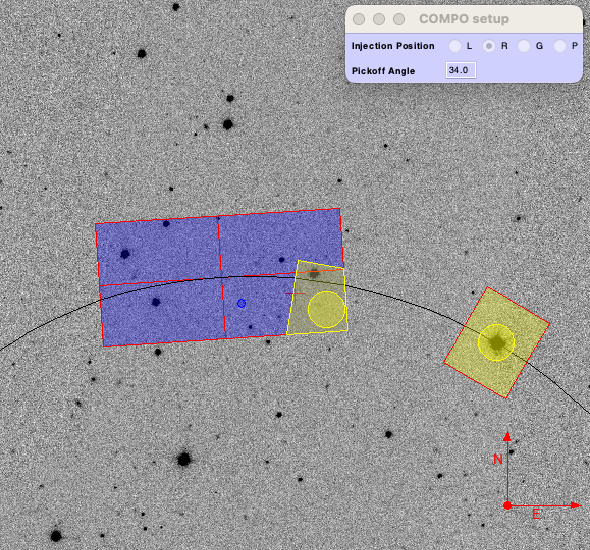 COMPO setup
Injection Position L R G P
Pickoff Angle 34.0
N
E